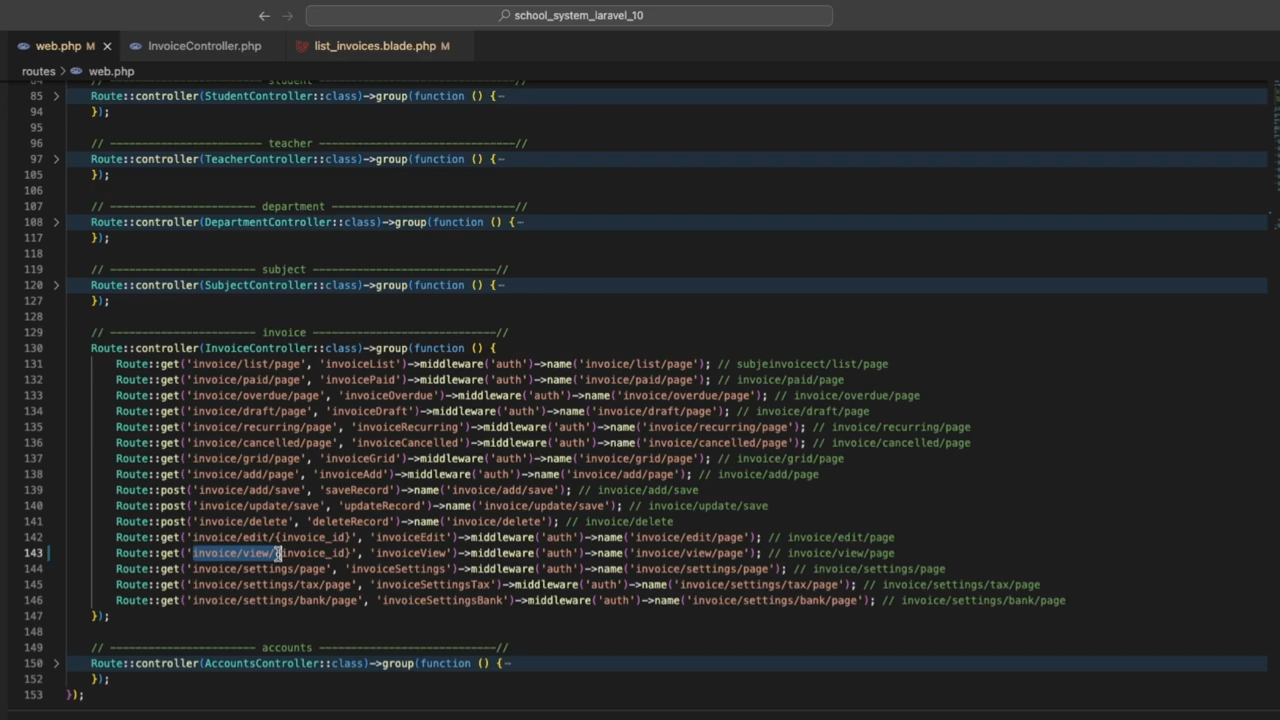 school_system_laravel_10
web.php M InvoiceController.php list_invoices.blade.php M
routes > web.php
84 // ----------------------- student -------------------------------//
85 Route::controller(StudentController::class)->group(function () {
94 });
95
96 // ----------------------- teacher -------------------------------//
97 Route::controller(TeacherController::class)->group(function () {
105 });
106
107 // ----------------------- department -----------------------------//
108 Route::controller(DepartmentController::class)->group(function () {
117 });
118
119 // ----------------------- subject -----------------------------//
120 Route::controller(SubjectController::class)->group(function () {
127 });
128
129 // ----------------------- invoice -----------------------------//
130 Route::controller(InvoiceController::class)->group(function () {
131 Route::get('invoice/list/page', 'invoiceList')->middleware('auth')->name('invoice/list/page'); // subjeinvoicect/list/page
132 Route::get('invoice/paid/page', 'invoicePaid')->middleware('auth')->name('invoice/paid/page'); // invoice/paid/page
133 Route::get('invoice/overdue/page', 'invoiceOverdue')->middleware('auth')->name('invoice/overdue/page'); // invoice/overdue/page
134 Route::get('invoice/draft/page', 'invoiceDraft')->middleware('auth')->name('invoice/draft/page'); // invoice/draft/page
135 Route::get('invoice/recurring/page', 'invoiceRecurring')->middleware('auth')->name('invoice/recurring/page'); // invoice/recurring/page
136 Route::get('invoice/cancelled/page', 'invoiceCancelled')->middleware('auth')->name('invoice/cancelled/page'); // invoice/cancelled/page
137 Route::get('invoice/grid/page', 'invoiceGrid')->middleware('auth')->name('invoice/grid/page'); // invoice/grid/page
138 Route::get('invoice/add/page', 'invoiceAdd')->middleware('auth')->name('invoice/add/page'); // invoice/add/page
139 Route::post('invoice/add/save', 'saveRecord')->name('invoice/add/save'); // invoice/add/save
140 Route::post('invoice/update/save', 'updateRecord')->name('invoice/update/save'); // invoice/update/save
141 Route::post('invoice/delete', 'deleteRecord')->name('invoice/delete'); // invoice/delete
142 Route::get('invoice/edit/{invoice_id}', 'invoiceEdit')->middleware('auth')->name('invoice/edit/page'); // invoice/edit/page
143 Route::get('invoice/view/{invoice_id}', 'invoiceView')->middleware('auth')->name('invoice/view/page'); // invoice/view/page
144 Route::get('invoice/settings/page', 'invoiceSettings')->middleware('auth')->name('invoice/settings/page'); // invoice/settings/page
145 Route::get('invoice/settings/tax/page', 'invoiceSettingsTax')->middleware('auth')->name('invoice/settings/tax/page'); // invoice/settings/tax/page
146 Route::get('invoice/settings/bank/page', 'invoiceSettingsBank')->middleware('auth')->name('invoice/settings/bank/page'); // invoice/settings/bank/page
147 });
148
149 // ----------------------- accounts -----------------------------//
150 Route::controller(AccountsController::class)->group(function () {
152 });
153 });